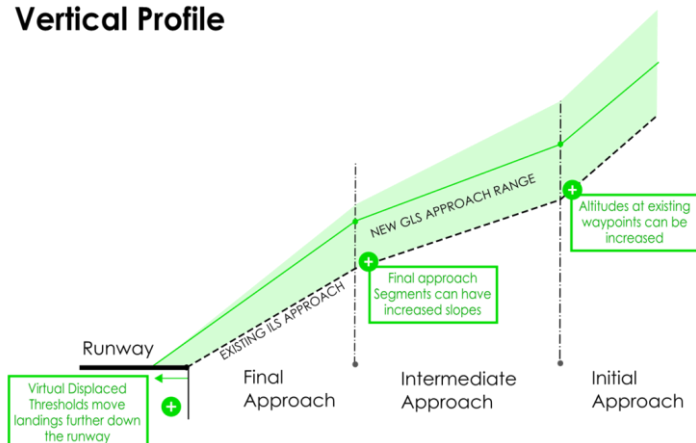 Vertical Profile
NEW GLS APPROACH RANGE
EXISTING ILS APPROACH
Altitudes at existing
waypoints can be
increased
Final approach
Segments can have
increased slopes
Runway
Virtual Displaced
Thresholds move
landings further down
the runway
Final
Approach
Intermediate
Approach
Initial
Approach